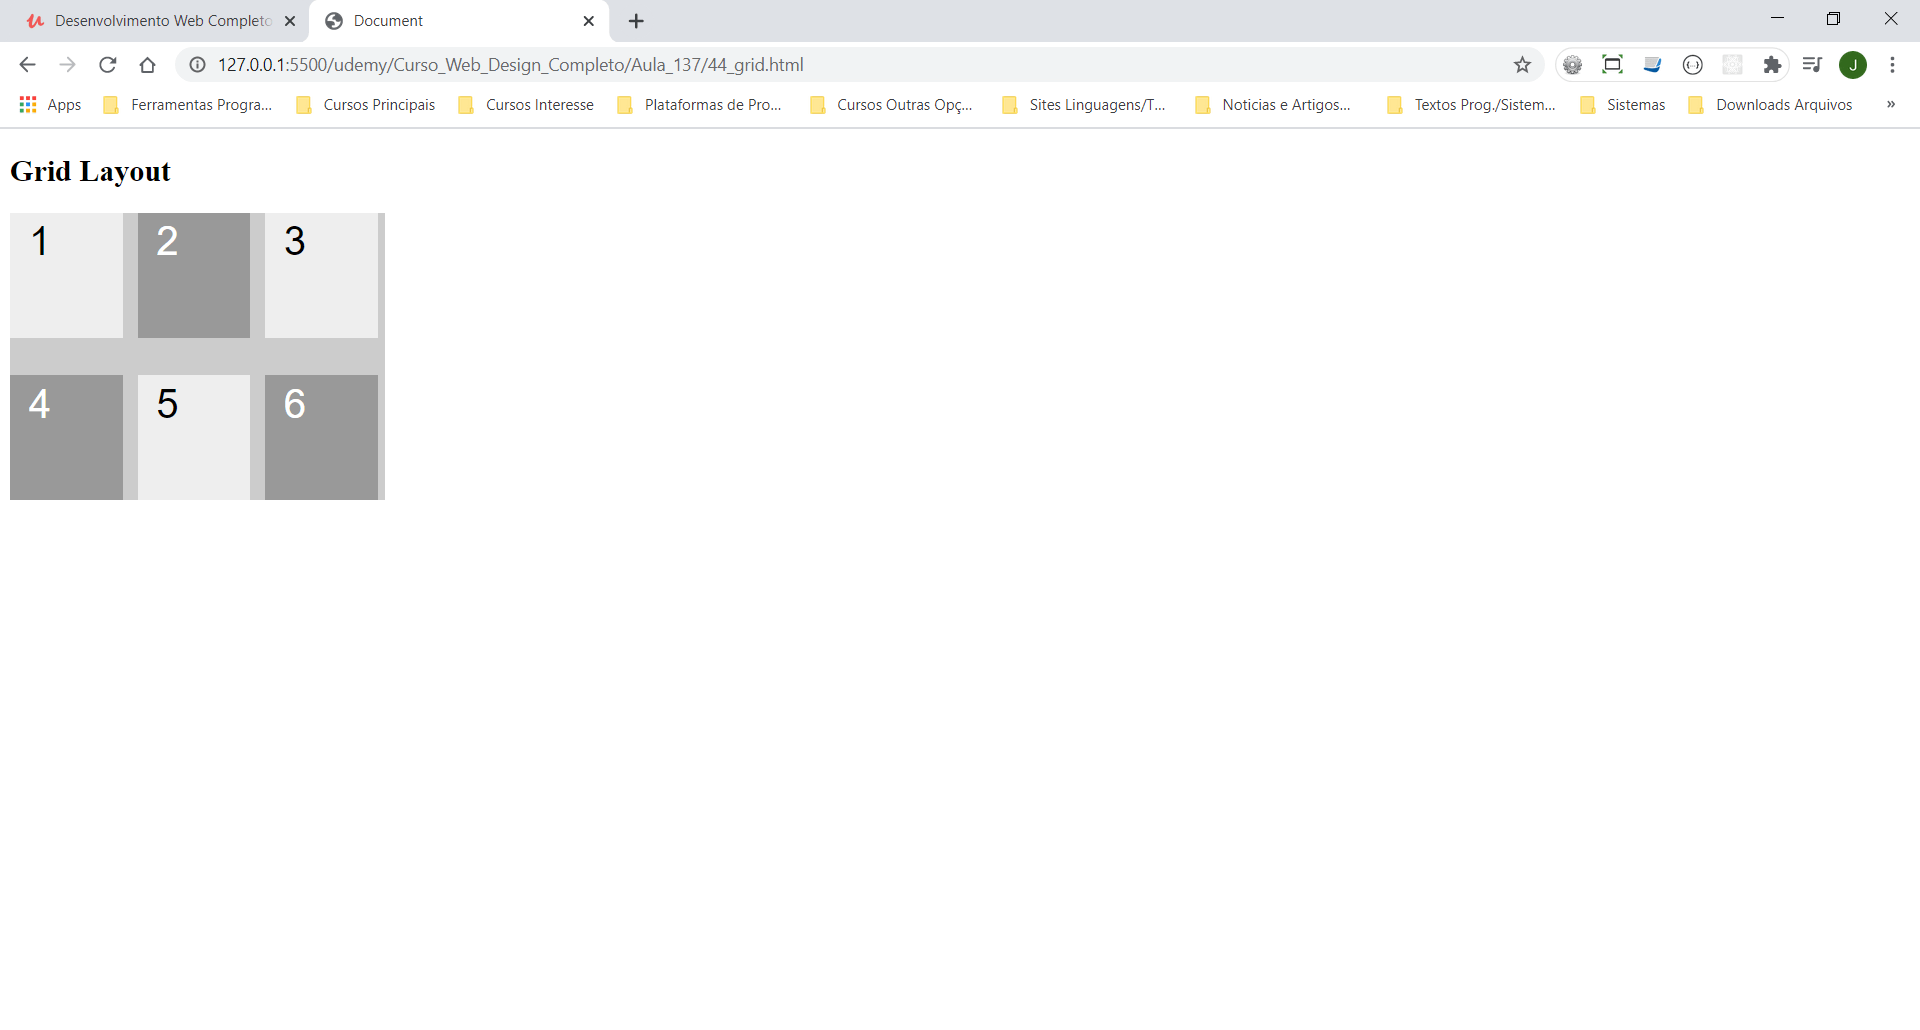 Desenvolvimento Web Completo
Document
127.0.0.1:5500/udemy/Curso_Web_Design_Completo/Aula_137/44_grid.html
J
Apps
Ferramentas Progra...
Cursos Principais
Cursos Interesse
Plataformas de Pro...
Cursos Outras Opç...
Sites Linguagens/T...
Noticias e Artigos...
Textos Prog./Sistem...
Sistemas
Downloads Arquivos
»
Grid Layout
1 2 3
4 5 6